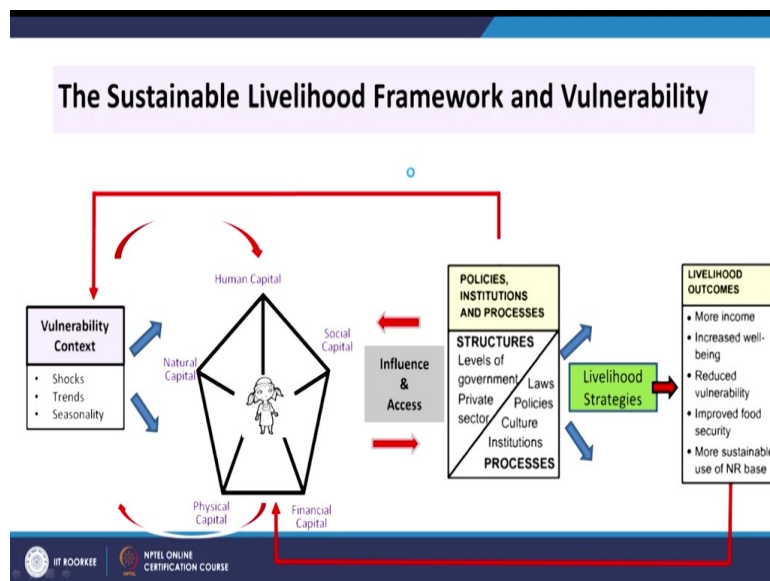 The Sustainable Livelihood Framework and Vulnerability
Vulnerability
Context
• Shocks
• Trends
• Seasonality
Human Capital
Social
Capital
Natural
Capital
Physical
Capital
Financial
Capital
Influence
&
Access
POLICIES,
INSTITUTIONS
AND PROCESSES
STRUCTURES
Levels of
government
Private
sector
Laws
Policies
Culture
Institutions
PROCESSES
Livelihood
Strategies
LIVELIHOOD
OUTCOMES
• More income
• Increased well-
being
• Reduced
vulnerability
• Improved food
security
• More sustainable
use of NR base
IIT ROORKEE
NPTEL ONLINE
CERTIFICATION COURSE